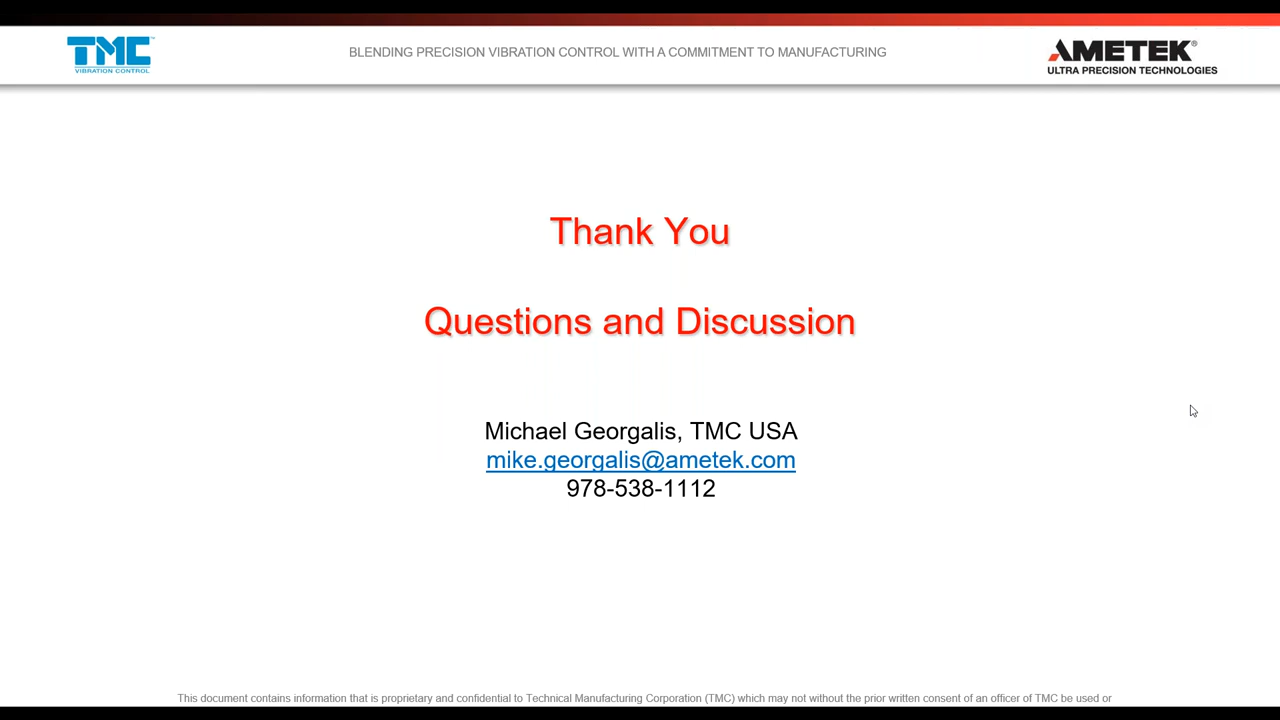 TMC
VIBRATION CONTROL
BLENDING PRECISION VIBRATION CONTROL WITH A COMMITMENT TO MANUFACTURING
AMETEK®
ULTRA PRECISION TECHNOLOGIES
Thank You
Questions and Discussion
Michael Georgalis, TMC USA
mike.georgalis@ametek.com
978-538-1112
This document contains information that is proprietary and confidential to Technical Manufacturing Corporation (TMC) which may not without the prior written consent of an officer of TMC be used or